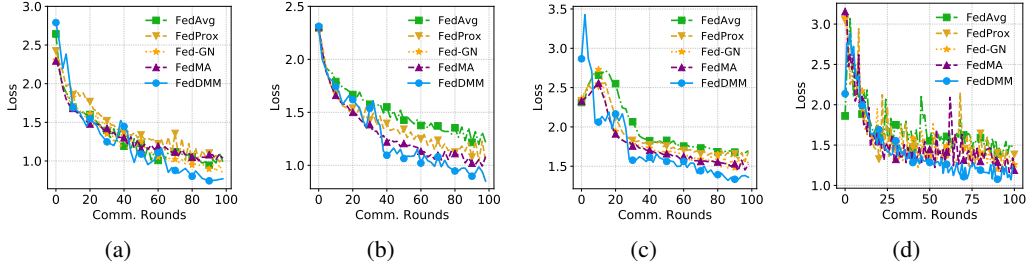 3.0
2.5
2.0
1.5
1.0
Loss
0 20 40 60 80 100
Comm. Rounds
FedAvg
FedProx
Fed-GN
FedMA
FedDMM
(a)
2.5
2.0
1.5
1.0
Loss
0 20 40 60 80 100
Comm. Rounds
FedAvg
FedProx
Fed-GN
FedMA
FedDMM
(b)
3.5
3.0
2.5
2.0
1.5
Loss
0 20 40 60 80 100
Comm. Rounds
FedAvg
FedProx
Fed-GN
FedMA
FedDMM
(c)
3.0
2.5
2.0
1.5
1.0
Loss
0 25 50 75 100
Comm. Rounds
FedAvg
FedProx
Fed-GN
FedMA
FedDMM
(d)